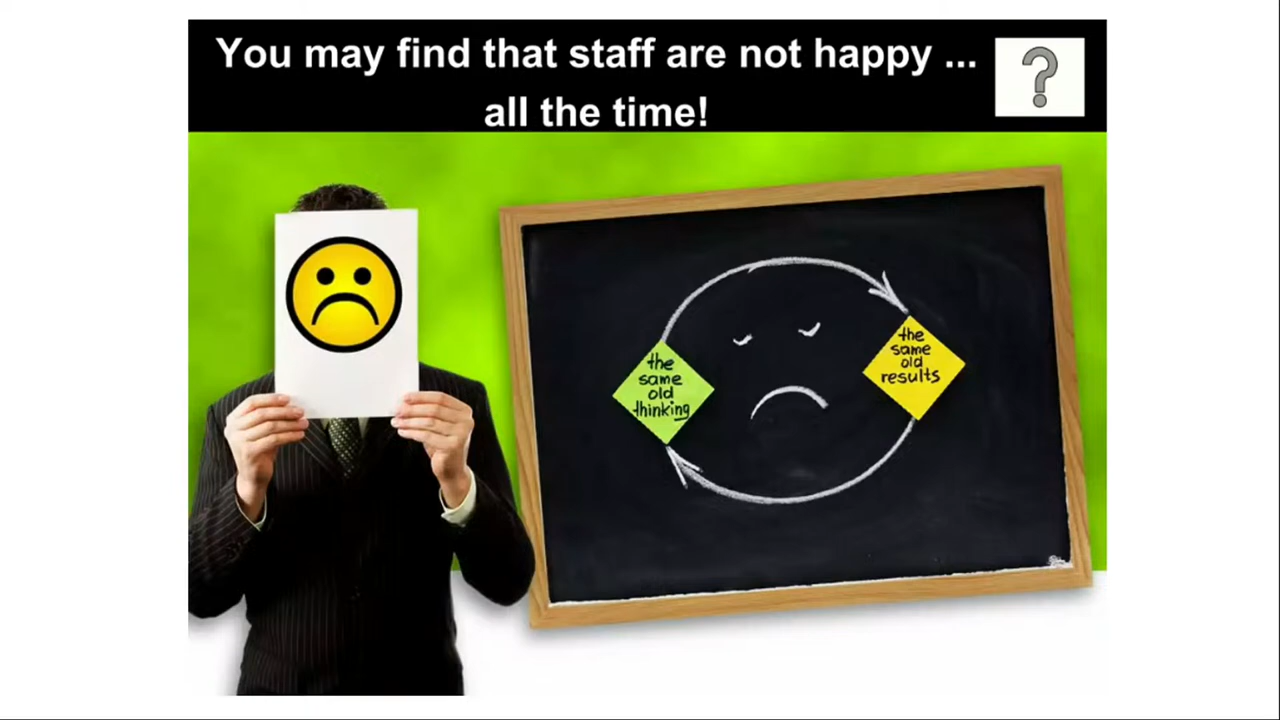 You may find that staff are not happy ...
all the time!
?
the
same
old
thinking
the
same
old
results